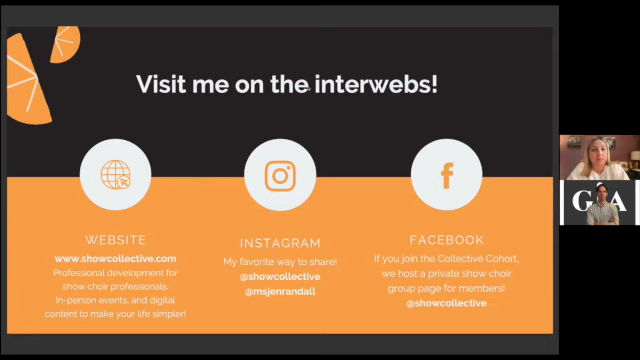 Visit me on the interwebs!
WEBSITE
www.showcollective.com
Professional development for
show choir professionals,
in-person events, and digital
content to make your life simpler!
INSTAGRAM
My favorite way to share!
@showcollective
@msjenrandall
FACEBOOK
If you join the Collective Cohort,
we host a private show choir
group page for members!
@showcollective
G A